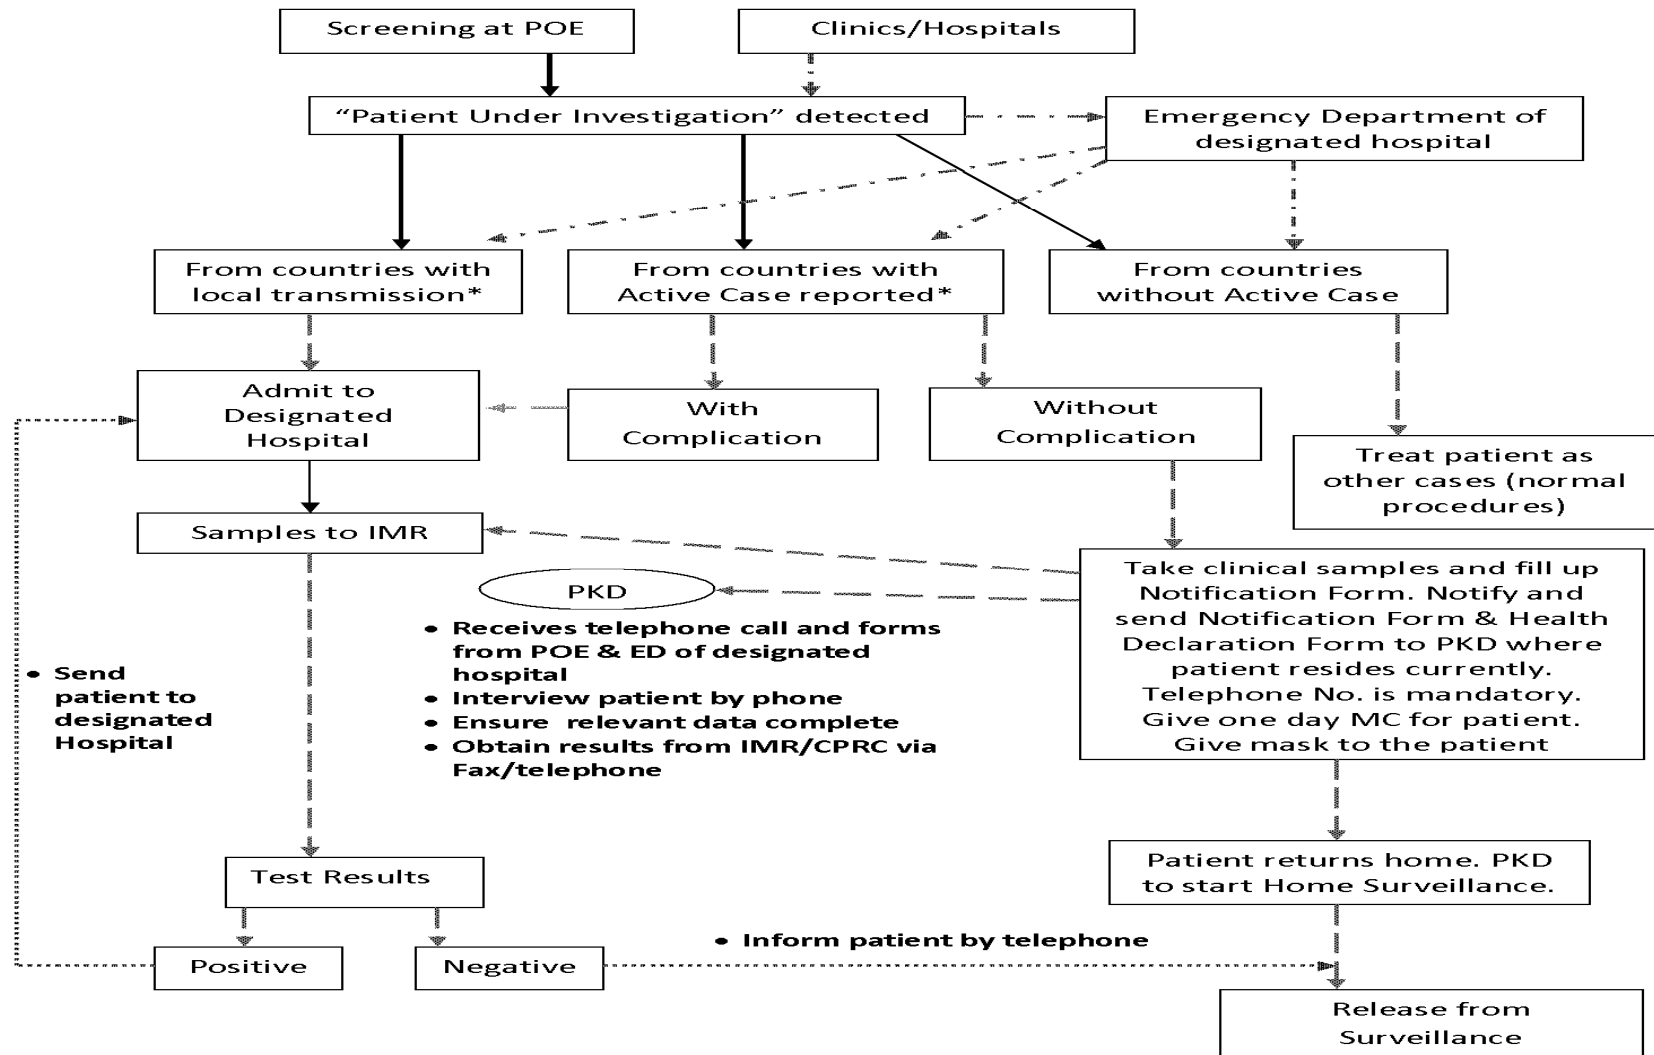 Screening at POE
Clinics/Hospitals
“Patient Under Investigation” detected
Emergency Department of
designated hospital
From countries with
local transmission*
From countries with
Active Case reported*
From countries
without Active Case
Admit to
Designated
Hospital
With
Complication
Without
Complication
Treat patient as
other cases (normal
procedures)
Samples to IMR
Take clinical samples and fill up
Notification Form. Notify and
send Notification Form & Health
Declaration Form to PKD where
patient resides currently.
Telephone No. is mandatory.
Give one day MC for patient.
Give mask to the patient
PKD
• Receives telephone call and forms
from POE & ED of designated
hospital
• Interview patient by phone
• Ensure relevant data complete
• Obtain results from IMR/CPRC via
Fax/telephone
• Send
patient to
designated
Hospital
Patient returns home. PKD
to start Home Surveillance.
Test Results
Positive
Negative
• Inform patient by telephone
Release from
Surveillance